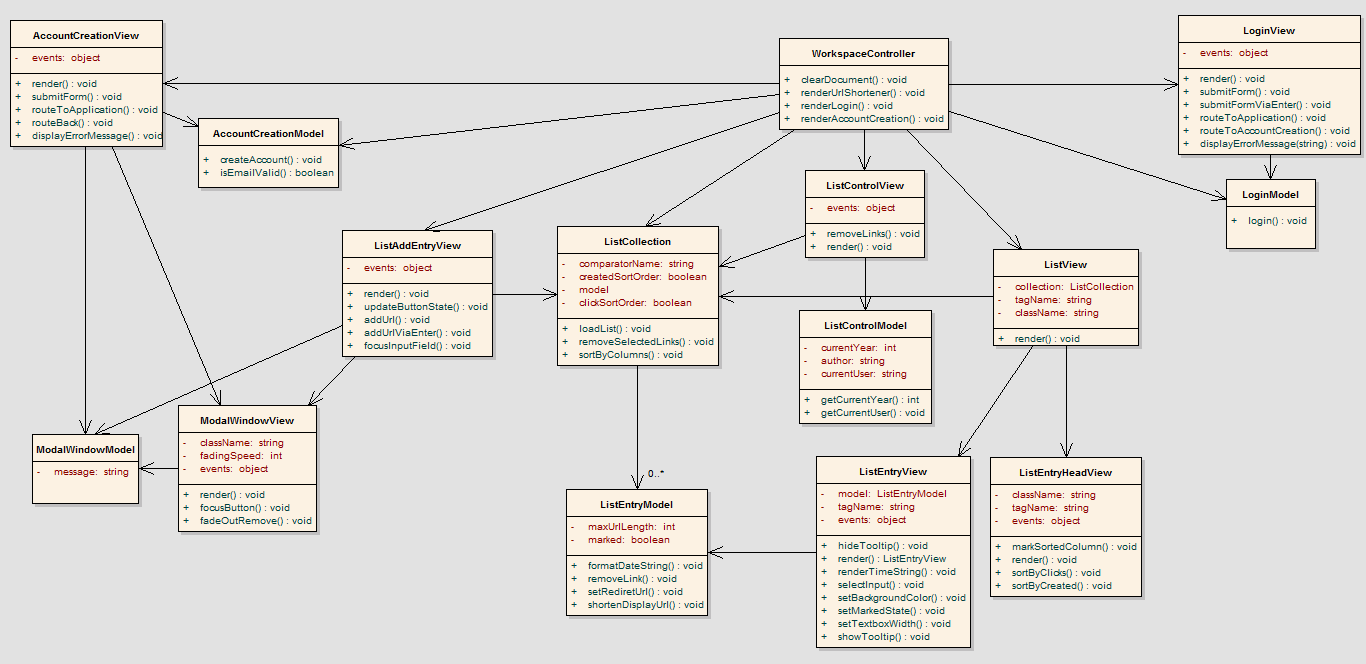 AccountCreationView
- events: object
+ render() : void
+ submitForm() : void
+ routeToApplication() : void
+ routeBack() : void
+ displayErrorMessage() : void
AccountCreationModel
+ createAccount() : void
+ isEmailValid() : boolean
WorkspaceController
+ clearDocument() : void
+ renderUrlShortener() : void
+ renderLogin() : void
+ renderAccountCreation() : void
LoginView
- events: object
+ render() : void
+ submitForm() : void
+ submitFormViaEnter() : void
+ routeToApplication() : void
+ routeToAccountCreation() : void
+ displayErrorMessage(string) : void
LoginModel
+ login() : void
ListControlView
- events: object
+ removeLinks() : void
+ render() : void
ListAddEntryView
- events: object
+ render() : void
+ updateButtonState() : void
+ addUrl() : void
+ addUrlViaEnter() : void
+ focusInputField() : void
ListCollection
- comparatorName: string
- createdSortOrder: boolean
- model
- clickSortOrder: boolean
+ loadList() : void
+ removeSelectedLinks() : void
+ sortByColumns() : void
ListView
- collection: ListCollection
- tagName: string
- className: string
+ render() : void
ListControlModel
- currentYear: int
- author: string
- currentUser: string
+ getCurrentYear() : int
+ getCurrentUser() : void
ModalWindowModel
- message: string
ModalWindowView
- className: string
- fadingSpeed: int
- events: object
+ render() : void
+ focusButton() : void
+ fadeOutRemove() : void
0..*
ListEntryModel
- maxUrlLength: int
- marked: boolean
+ formatDateString() : void
+ removeLink() : void
+ setRediretUrl() : void
+ shortenDisplayUrl() : void
ListEntryView
- model: ListEntryModel
- tagName: string
- events: object
+ hideTooltip() : void
+ render() : ListEntryView
+ renderTimeString() : void
+ selectInput() : void
+ setBackgroundColor() : void
+ setMarkedState() : void
+ setTextboxWidth() : void
+ showTooltip() : void
ListEntryHeadView
- className: string
- tagName: string
- events: object
+ markSortedColumn() : void
+ render() : void
+ sortByClicks() : void
+ sortByCreated() : void